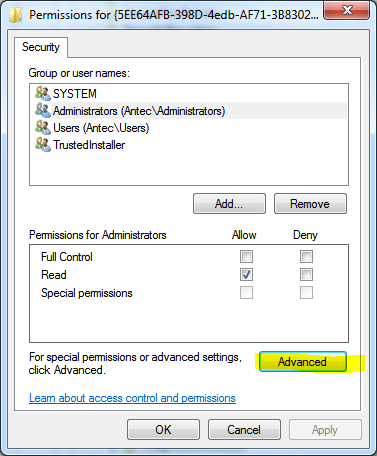 Permissions for {5EE64AFB-398D-4edb-AF71-3B8302...
Security
Group or user names:
SYSTEM
Administrators (Antec\Administrators)
Users (Antec\Users)
TrustedInstaller
Add...
Remove
Permissions for Administrators Allow Deny
Full Control
Read
Special permissions
For special permissions or advanced settings,
click Advanced.
Advanced
Learn about access control and permissions
OK
Cancel
Apply